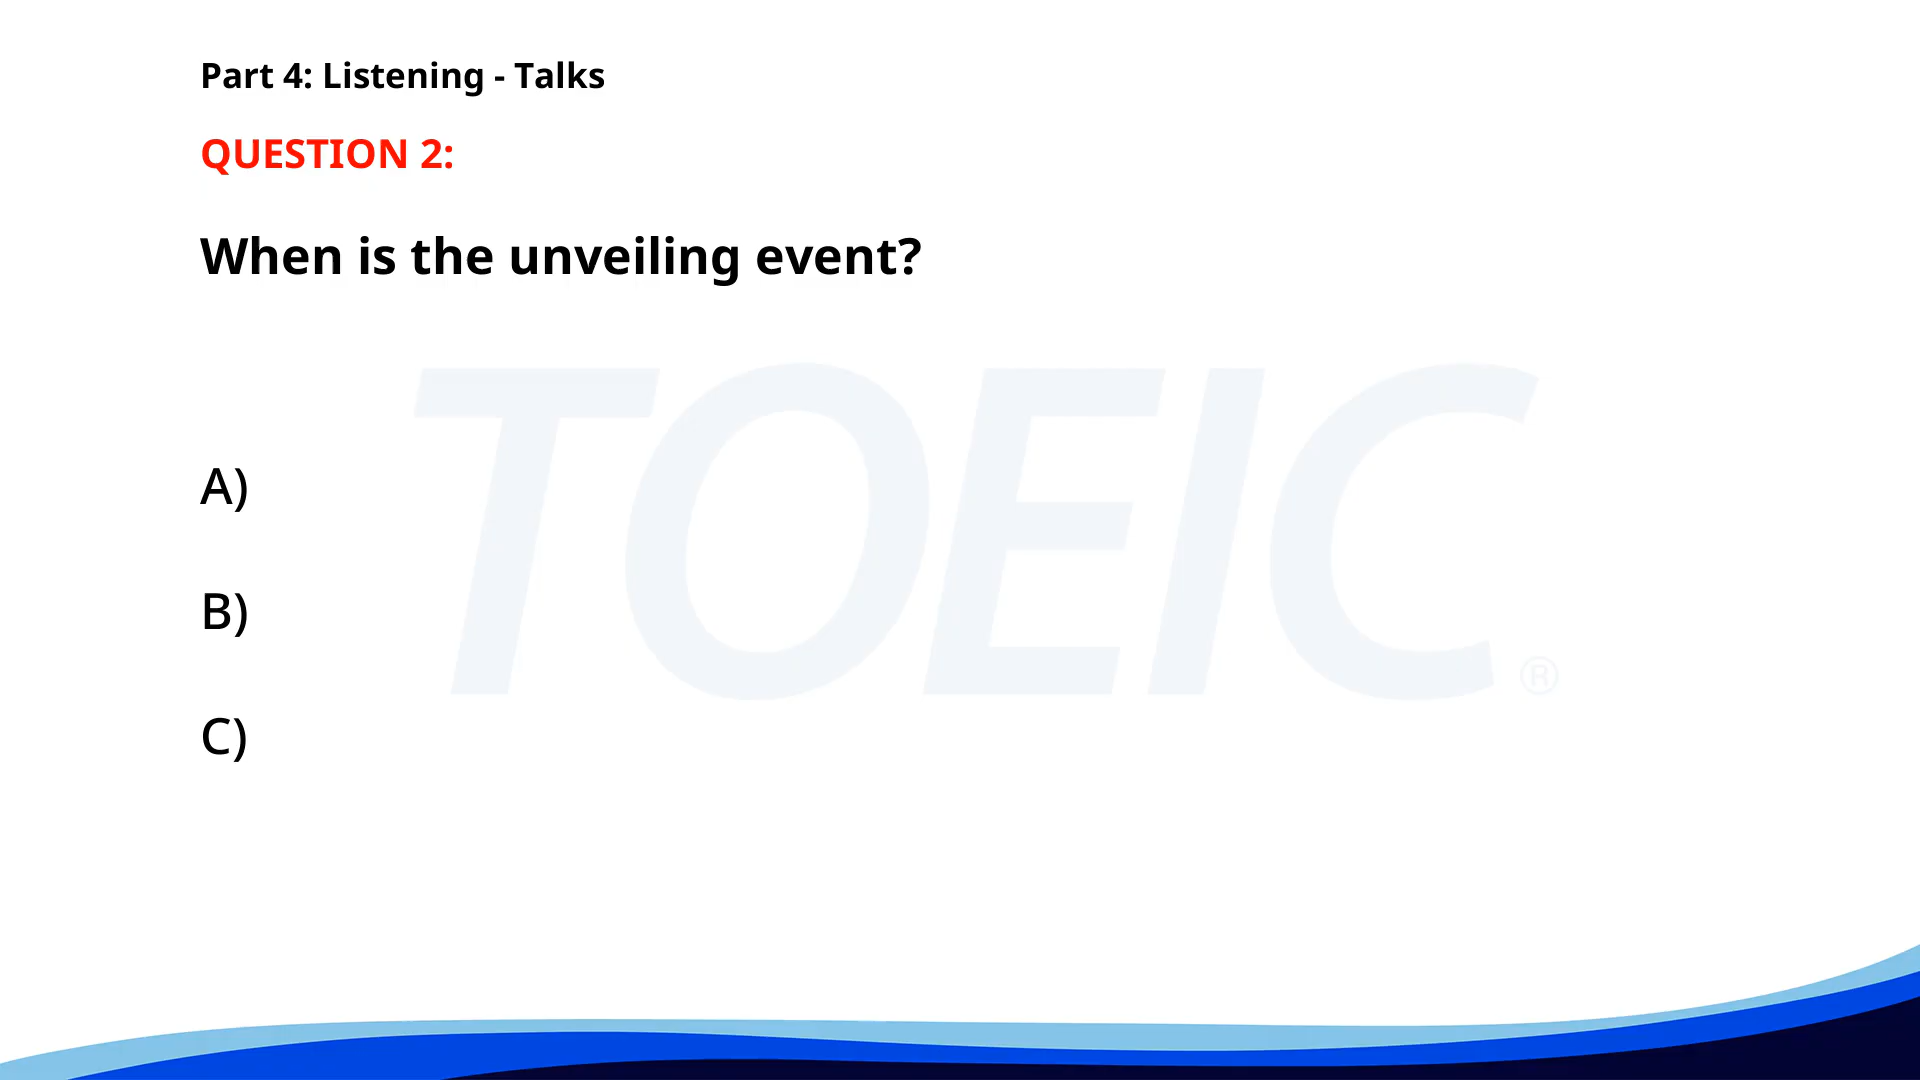 Part 4: Listening - Talks
QUESTION 2:
When is the unveiling event?
TOEIC®
A)
B)
C)